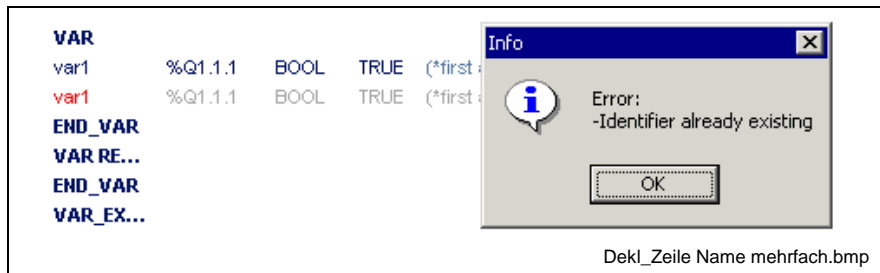 VAR
var1 %Q1.1.1 BOOL TRUE (*first
var1 %Q1.1.1 BOOL TRUE (*first
END_VAR
VAR RE...
END_VAR
VAR_EX...
Info
Error:
-Identifier already existing
OK
Dekl_Zeile Name mehrfach.bmp